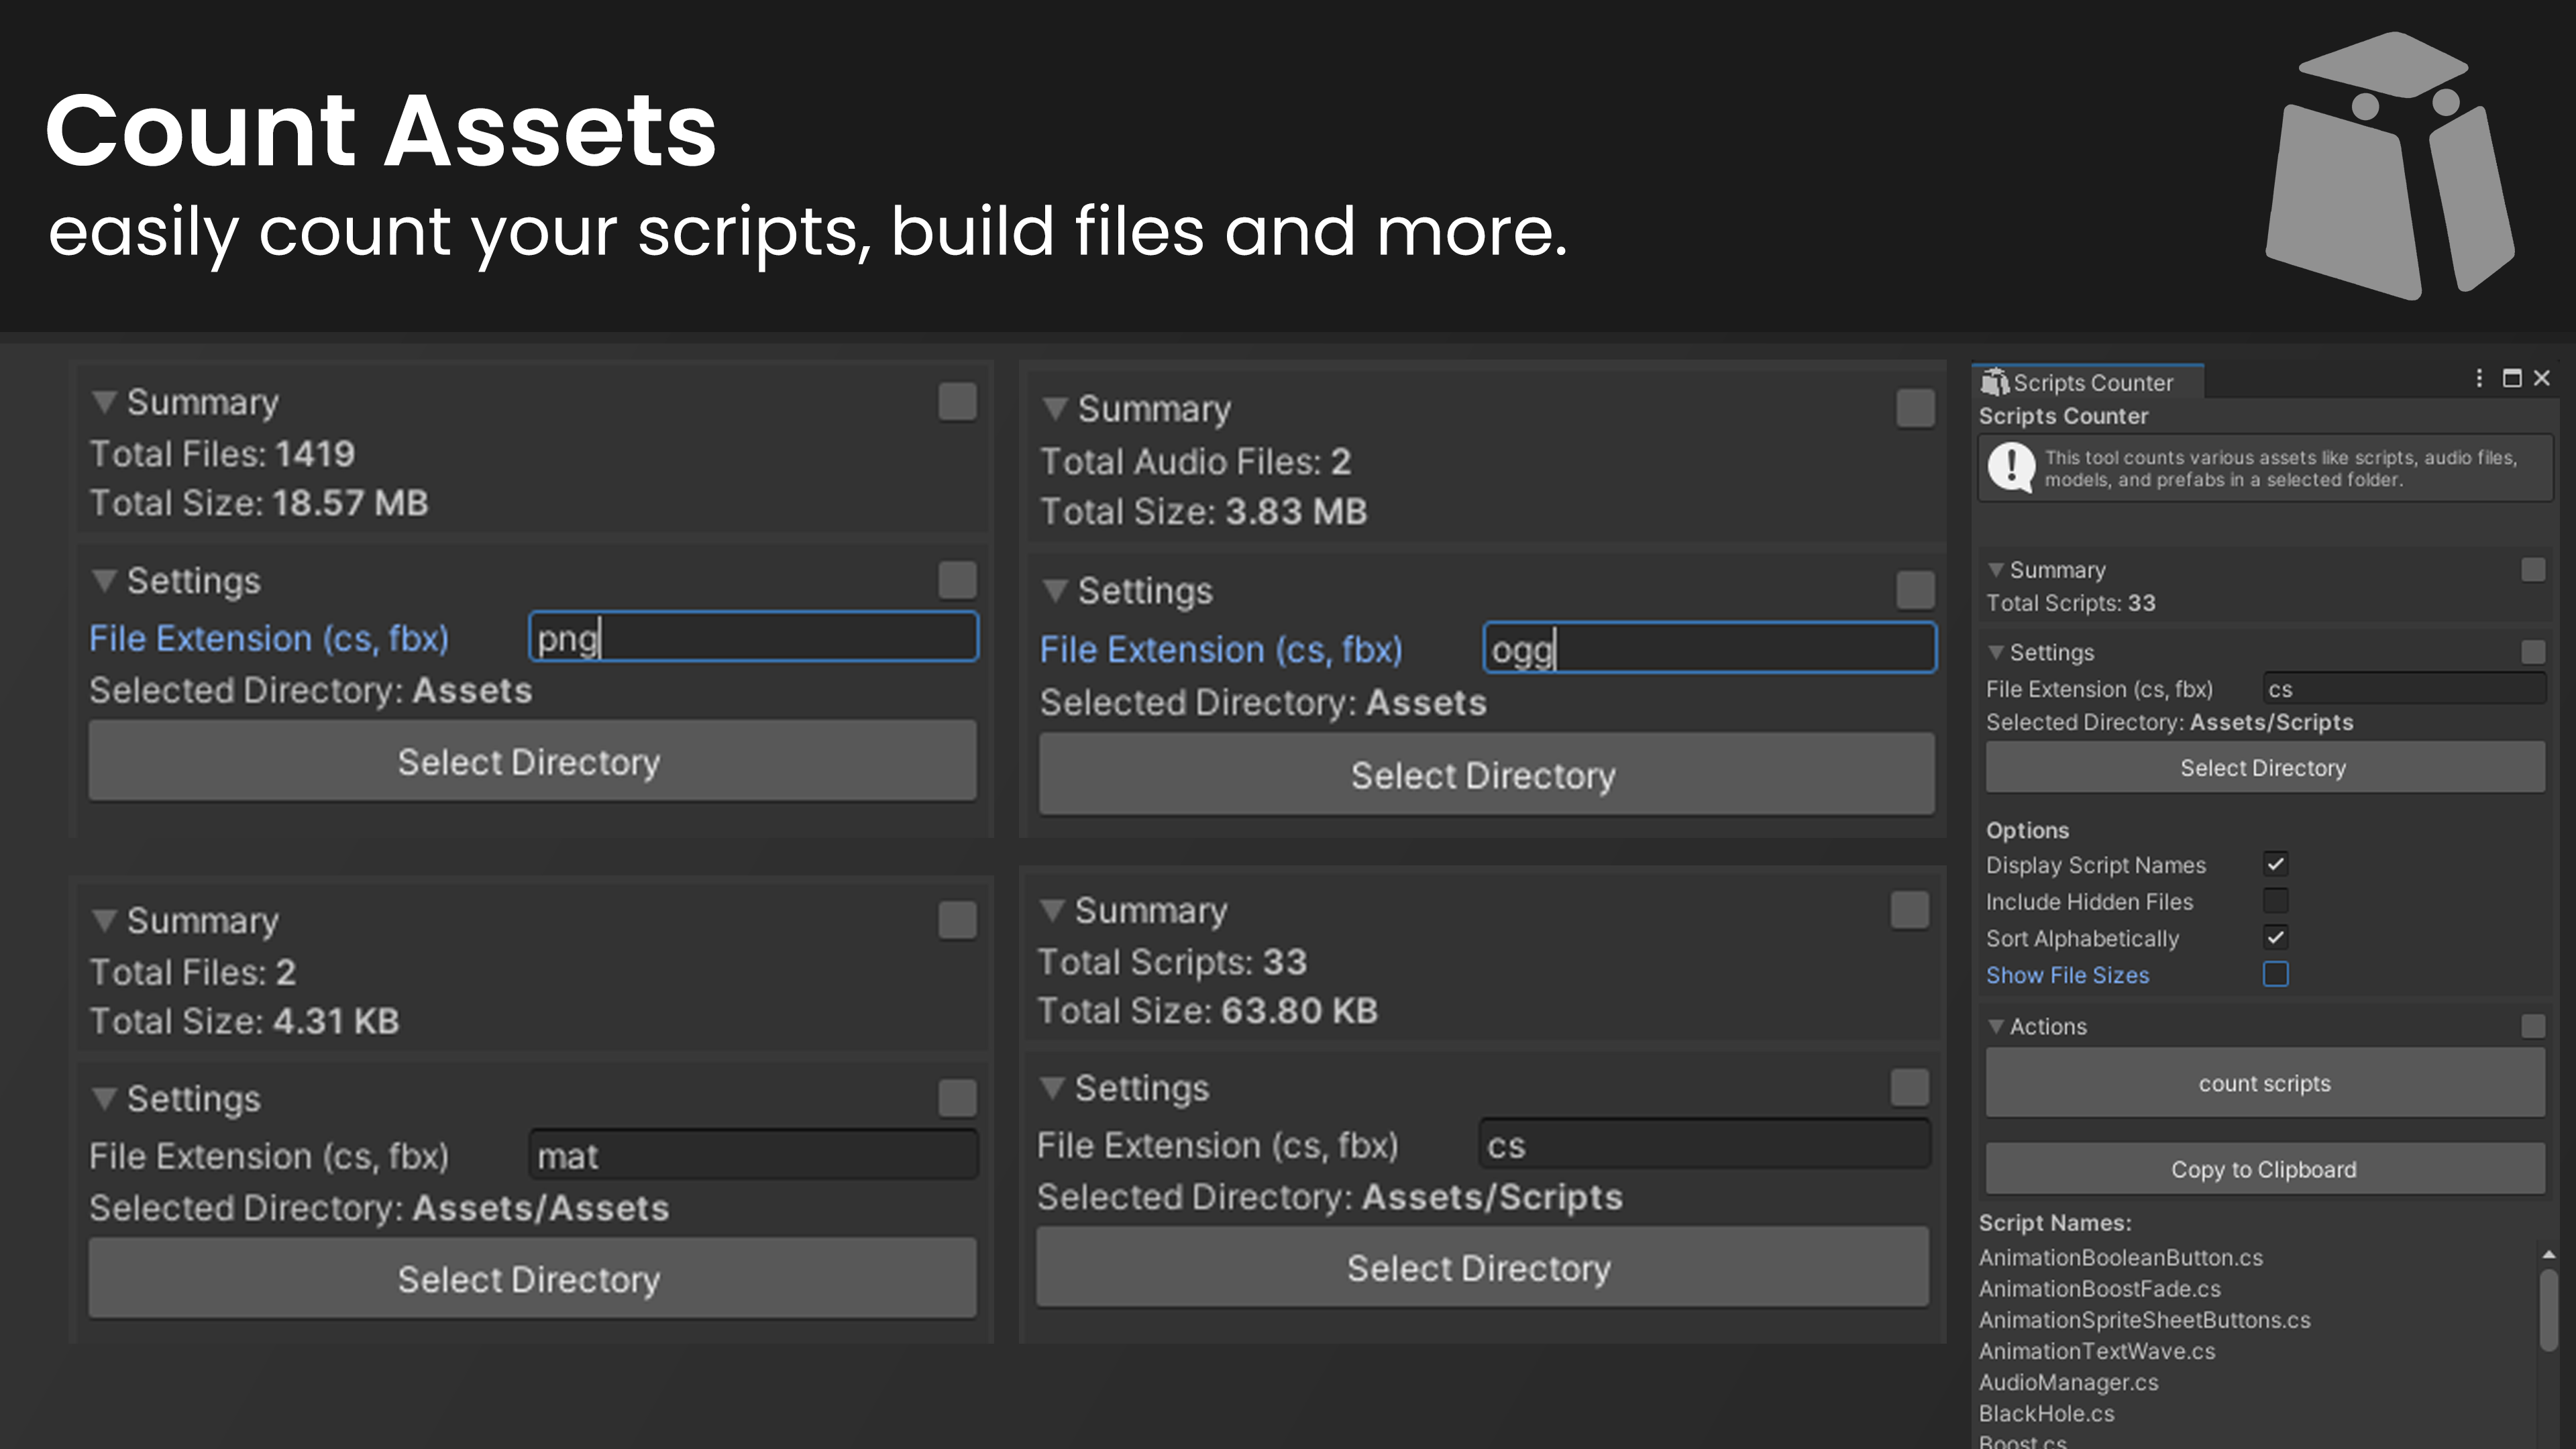 Count Assets
easily count your scripts, build files and more.
Summary
Total Files: 1419
Total Size: 18.57 MB
Settings
File Extension (cs, fbx) png
Selected Directory: Assets
Select Directory
Summary
Total Audio Files: 2
Total Size: 3.83 MB
Settings
File Extension (cs, fbx) ogg
Selected Directory: Assets
Select Directory
Summary
Total Files: 2
Total Size: 4.31 KB
Settings
File Extension (cs, fbx) mat
Selected Directory: Assets/Assets
Select Directory
Summary
Total Scripts: 33
Total Size: 63.80 KB
Settings
File Extension (cs, fbx) cs
Selected Directory: Assets/Scripts
Select Directory
Scripts Counter
Scripts Counter
This tool counts various assets like scripts, audio files,
models, and prefabs in a selected folder.
Summary
Total Scripts: 33
Settings
File Extension (cs, fbx) cs
Selected Directory: Assets/Scripts
Select Directory
Options
Display Script Names
Include Hidden Files
Sort Alphabetically
Show File Sizes
Actions
count scripts
Copy to Clipboard
Script Names:
AnimationBooleanButton.cs
AnimationBoostFade.cs
AnimationSpriteSheetButtons.cs
AnimationTextWave.cs
AudioManager.cs
BlackHole.cs
Boost.cs